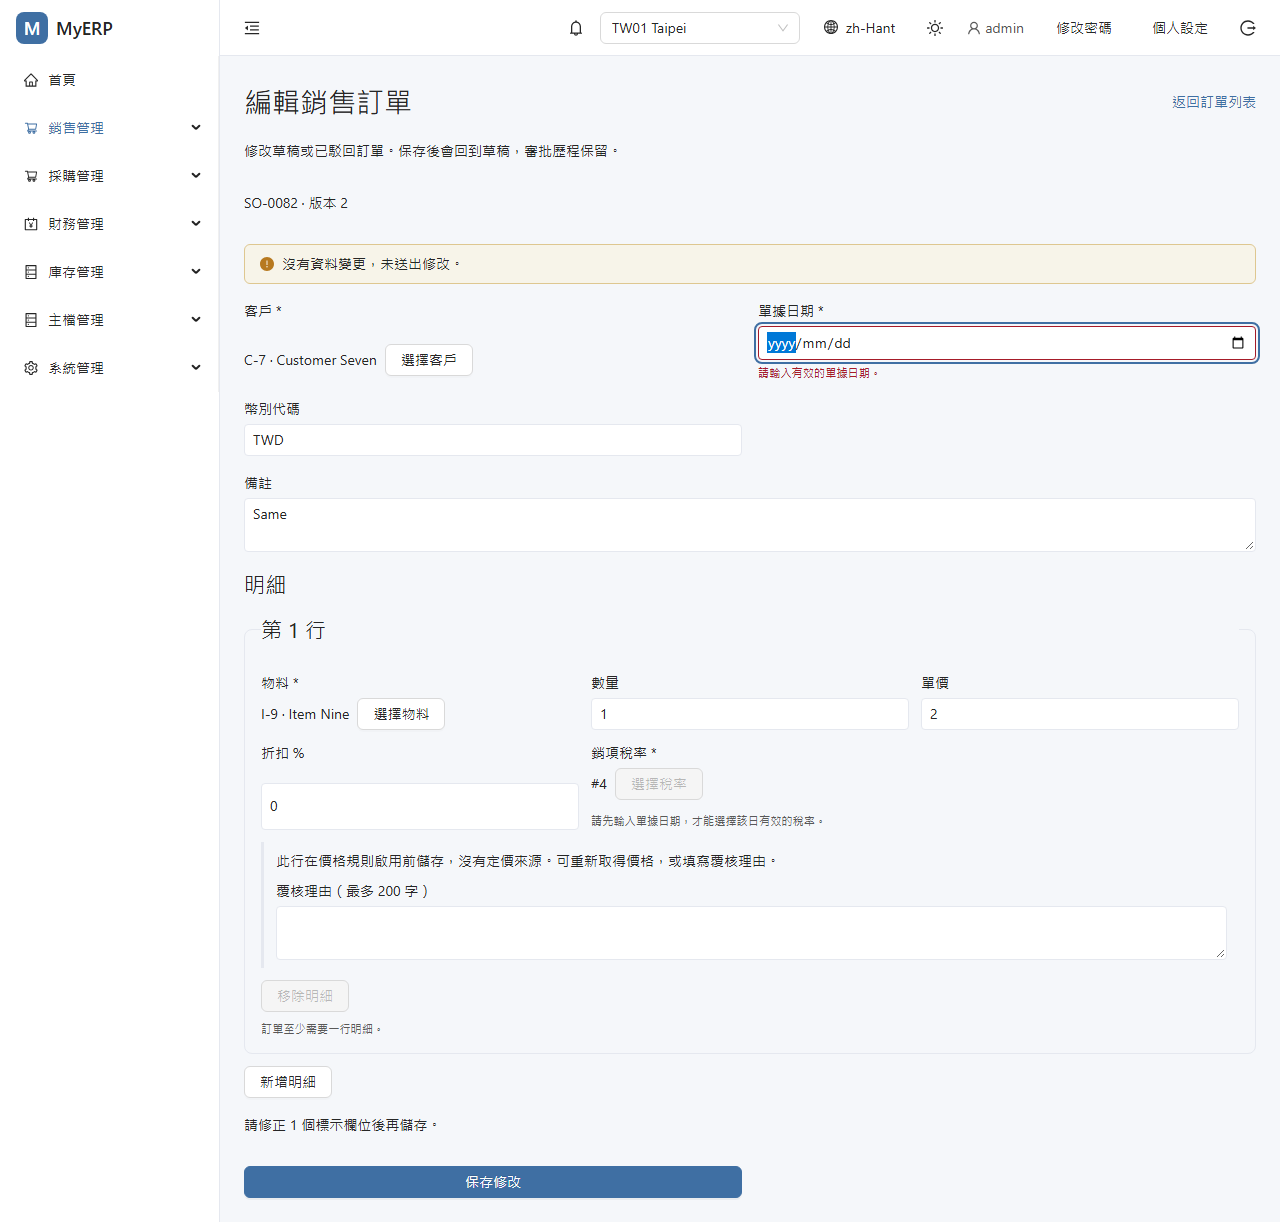 M MyERP
TW01 Taipei
zh-Hant
admin
修改密碼
個人設定
首頁
銷售管理
採購管理
財務管理
庫存管理
主檔管理
系統管理
編輯銷售訂單
返回訂單列表
修改草稿或已駁回訂單。保存後會回到草稿，審批歷程保留。
SO-0082 · 版本 2
沒有資料變更，未送出修改。
客戶 *
C-7 · Customer Seven
選擇客戶
單據日期 *
yyyy/mm/dd
請輸入有效的單據日期。
幣別代碼
TWD
備註
Same
明細
第 1 行
物料 *
I-9 · Item Nine
選擇物料
數量
1
單價
2
折扣 %
0
銷項稅率 *
#4
選擇稅率
請先輸入單據日期，才能選擇該日有效的稅率。
此行在價格規則啟用前儲存，沒有定價來源。可重新取得價格，或填寫覆核理由。
覆核理由（最多 200 字）
移除明細
訂單至少需要一行明細。
新增明細
請修正 1 個標示欄位後再儲存。
保存修改